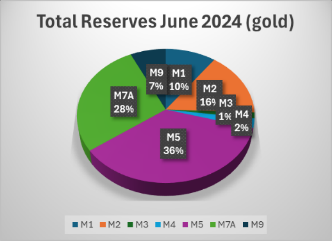 Total Reserves June 2024 (gold)
M9
7%
M1
10%
M2
16%
M3
1%
M4
2%
M7A
28%
M5
36%
M1 M2 M3 M4 M5 M7A M9